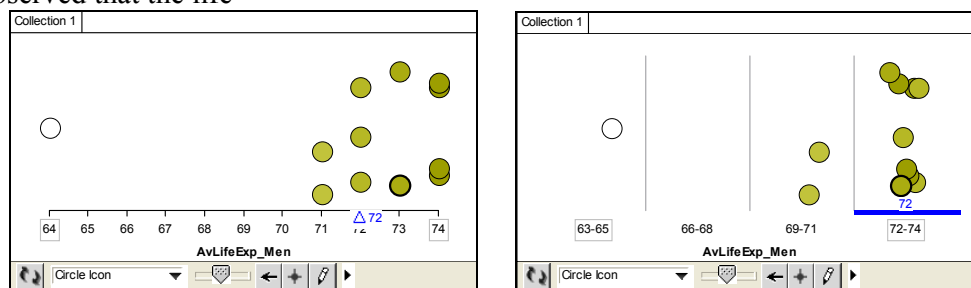 served that the life
Collection 1
64 65 66 67 68 69 70 71 72 73 74
△ 72
AvLifeExp_Men
Circle Icon
Collection 1
72
63-65 66-68 69-71 72-74
AvLifeExp_Men
Circle Icon